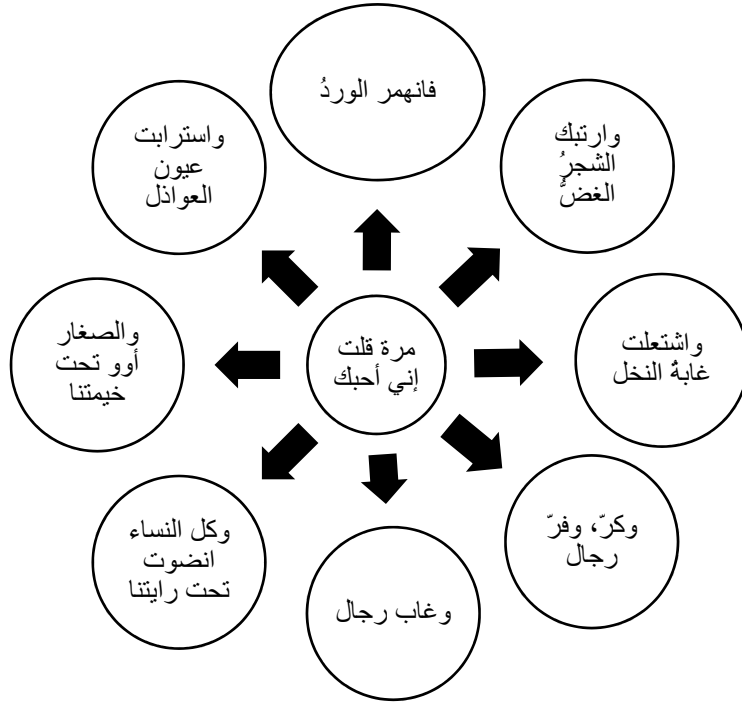 فانهمر الوردُ
وارتبك
الشجرُ
الغضُّ
واشتعلت
غابةُ النخل
وكرّ، وفرّ
رجال
وغاب رجال
وكل النساء
انضوت
تحت رايتنا
والصغار
أوو تحت
خيمتنا
واسترابت
عيون
العواذل
مرة قلت
إني أحبك